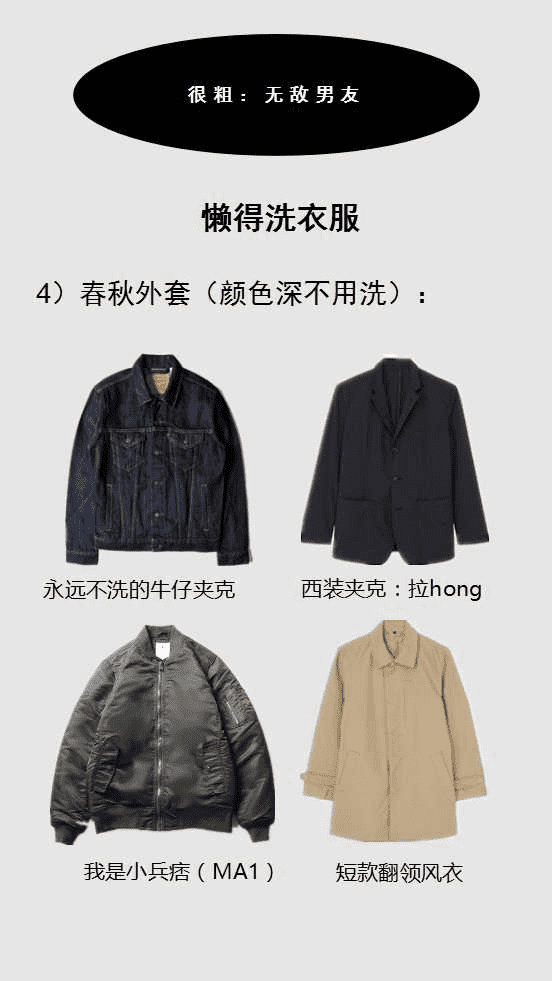 很粗：无敌男友
懒得洗衣服
4）春秋外套（颜色深不用洗）：
永远不洗的牛仔夹克
西装夹克：拉hong
我是小兵痞（MA1）
短款翻领风衣